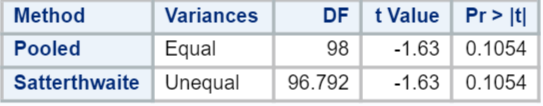 Method Variances DF t Value Pr > |t|
Pooled Equal 98 -1.63 0.1054
Satterthwaite Unequal 96.792 -1.63 0.1054